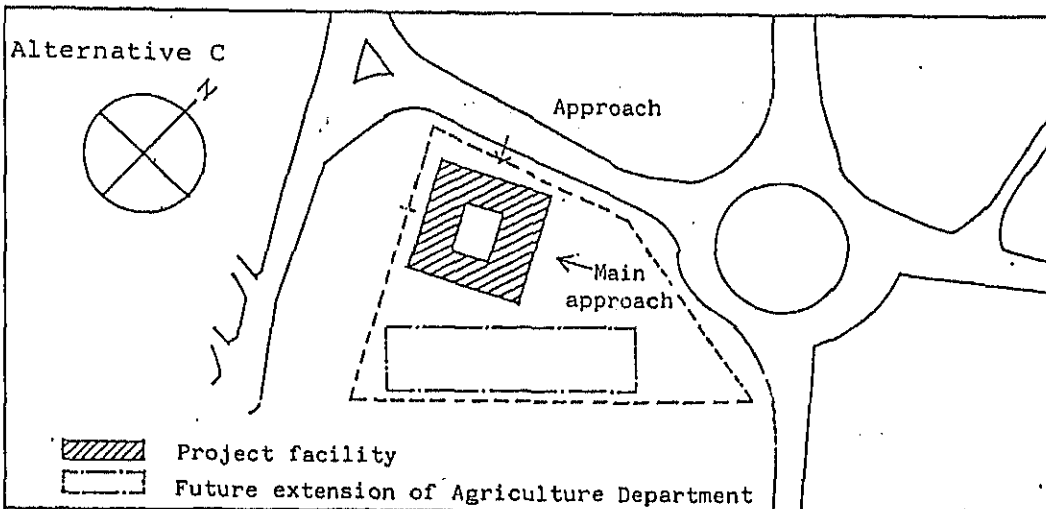 Alternative C
N
Approach
Main
approach
Project facility
Future extension of Agriculture Department